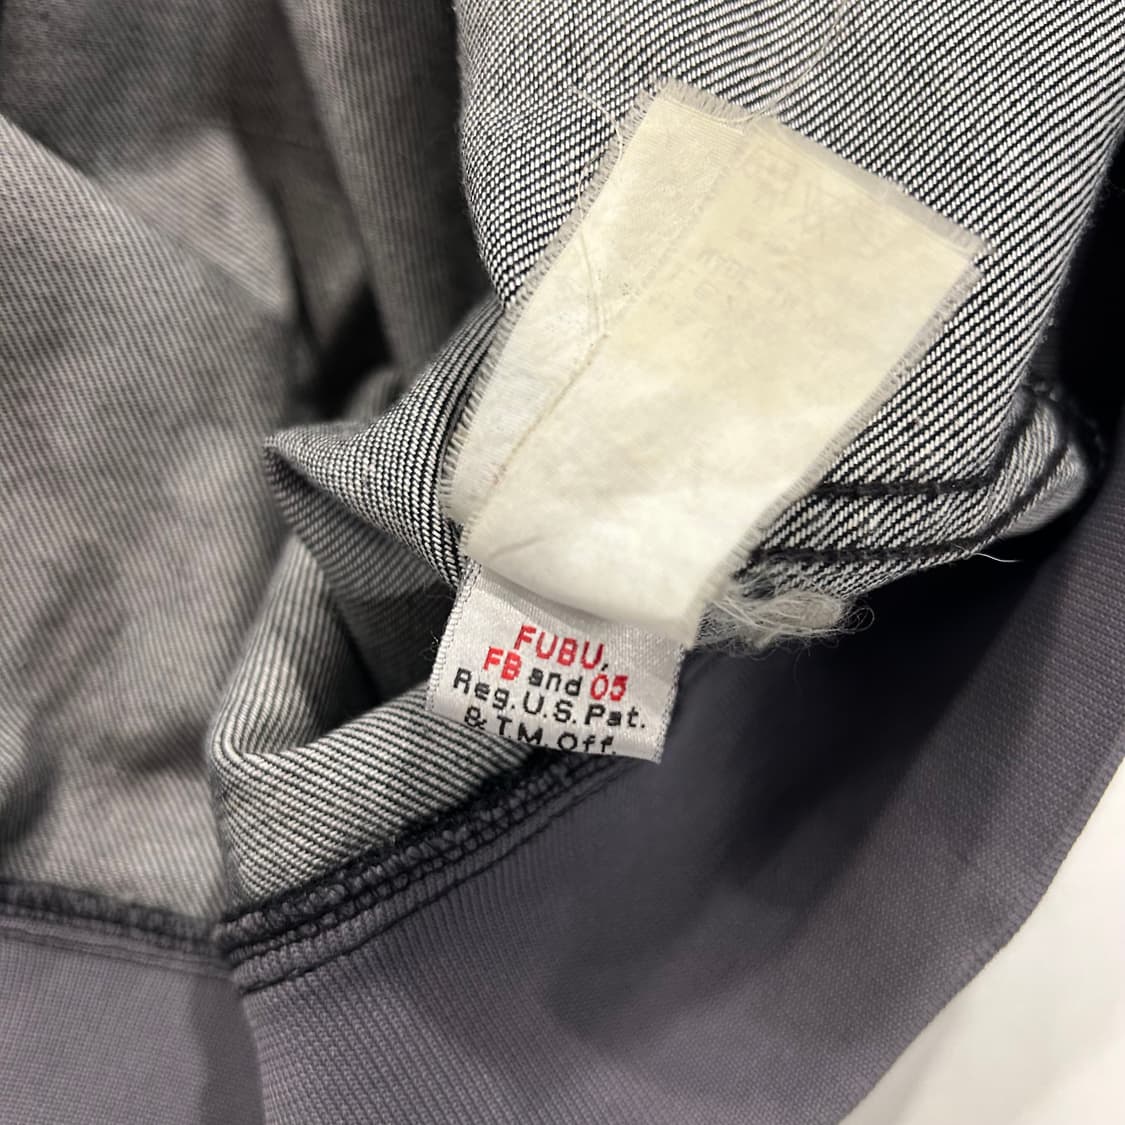 FUBU,
FB and 05
Reg.U.S.Pat.
& T.M.Off.